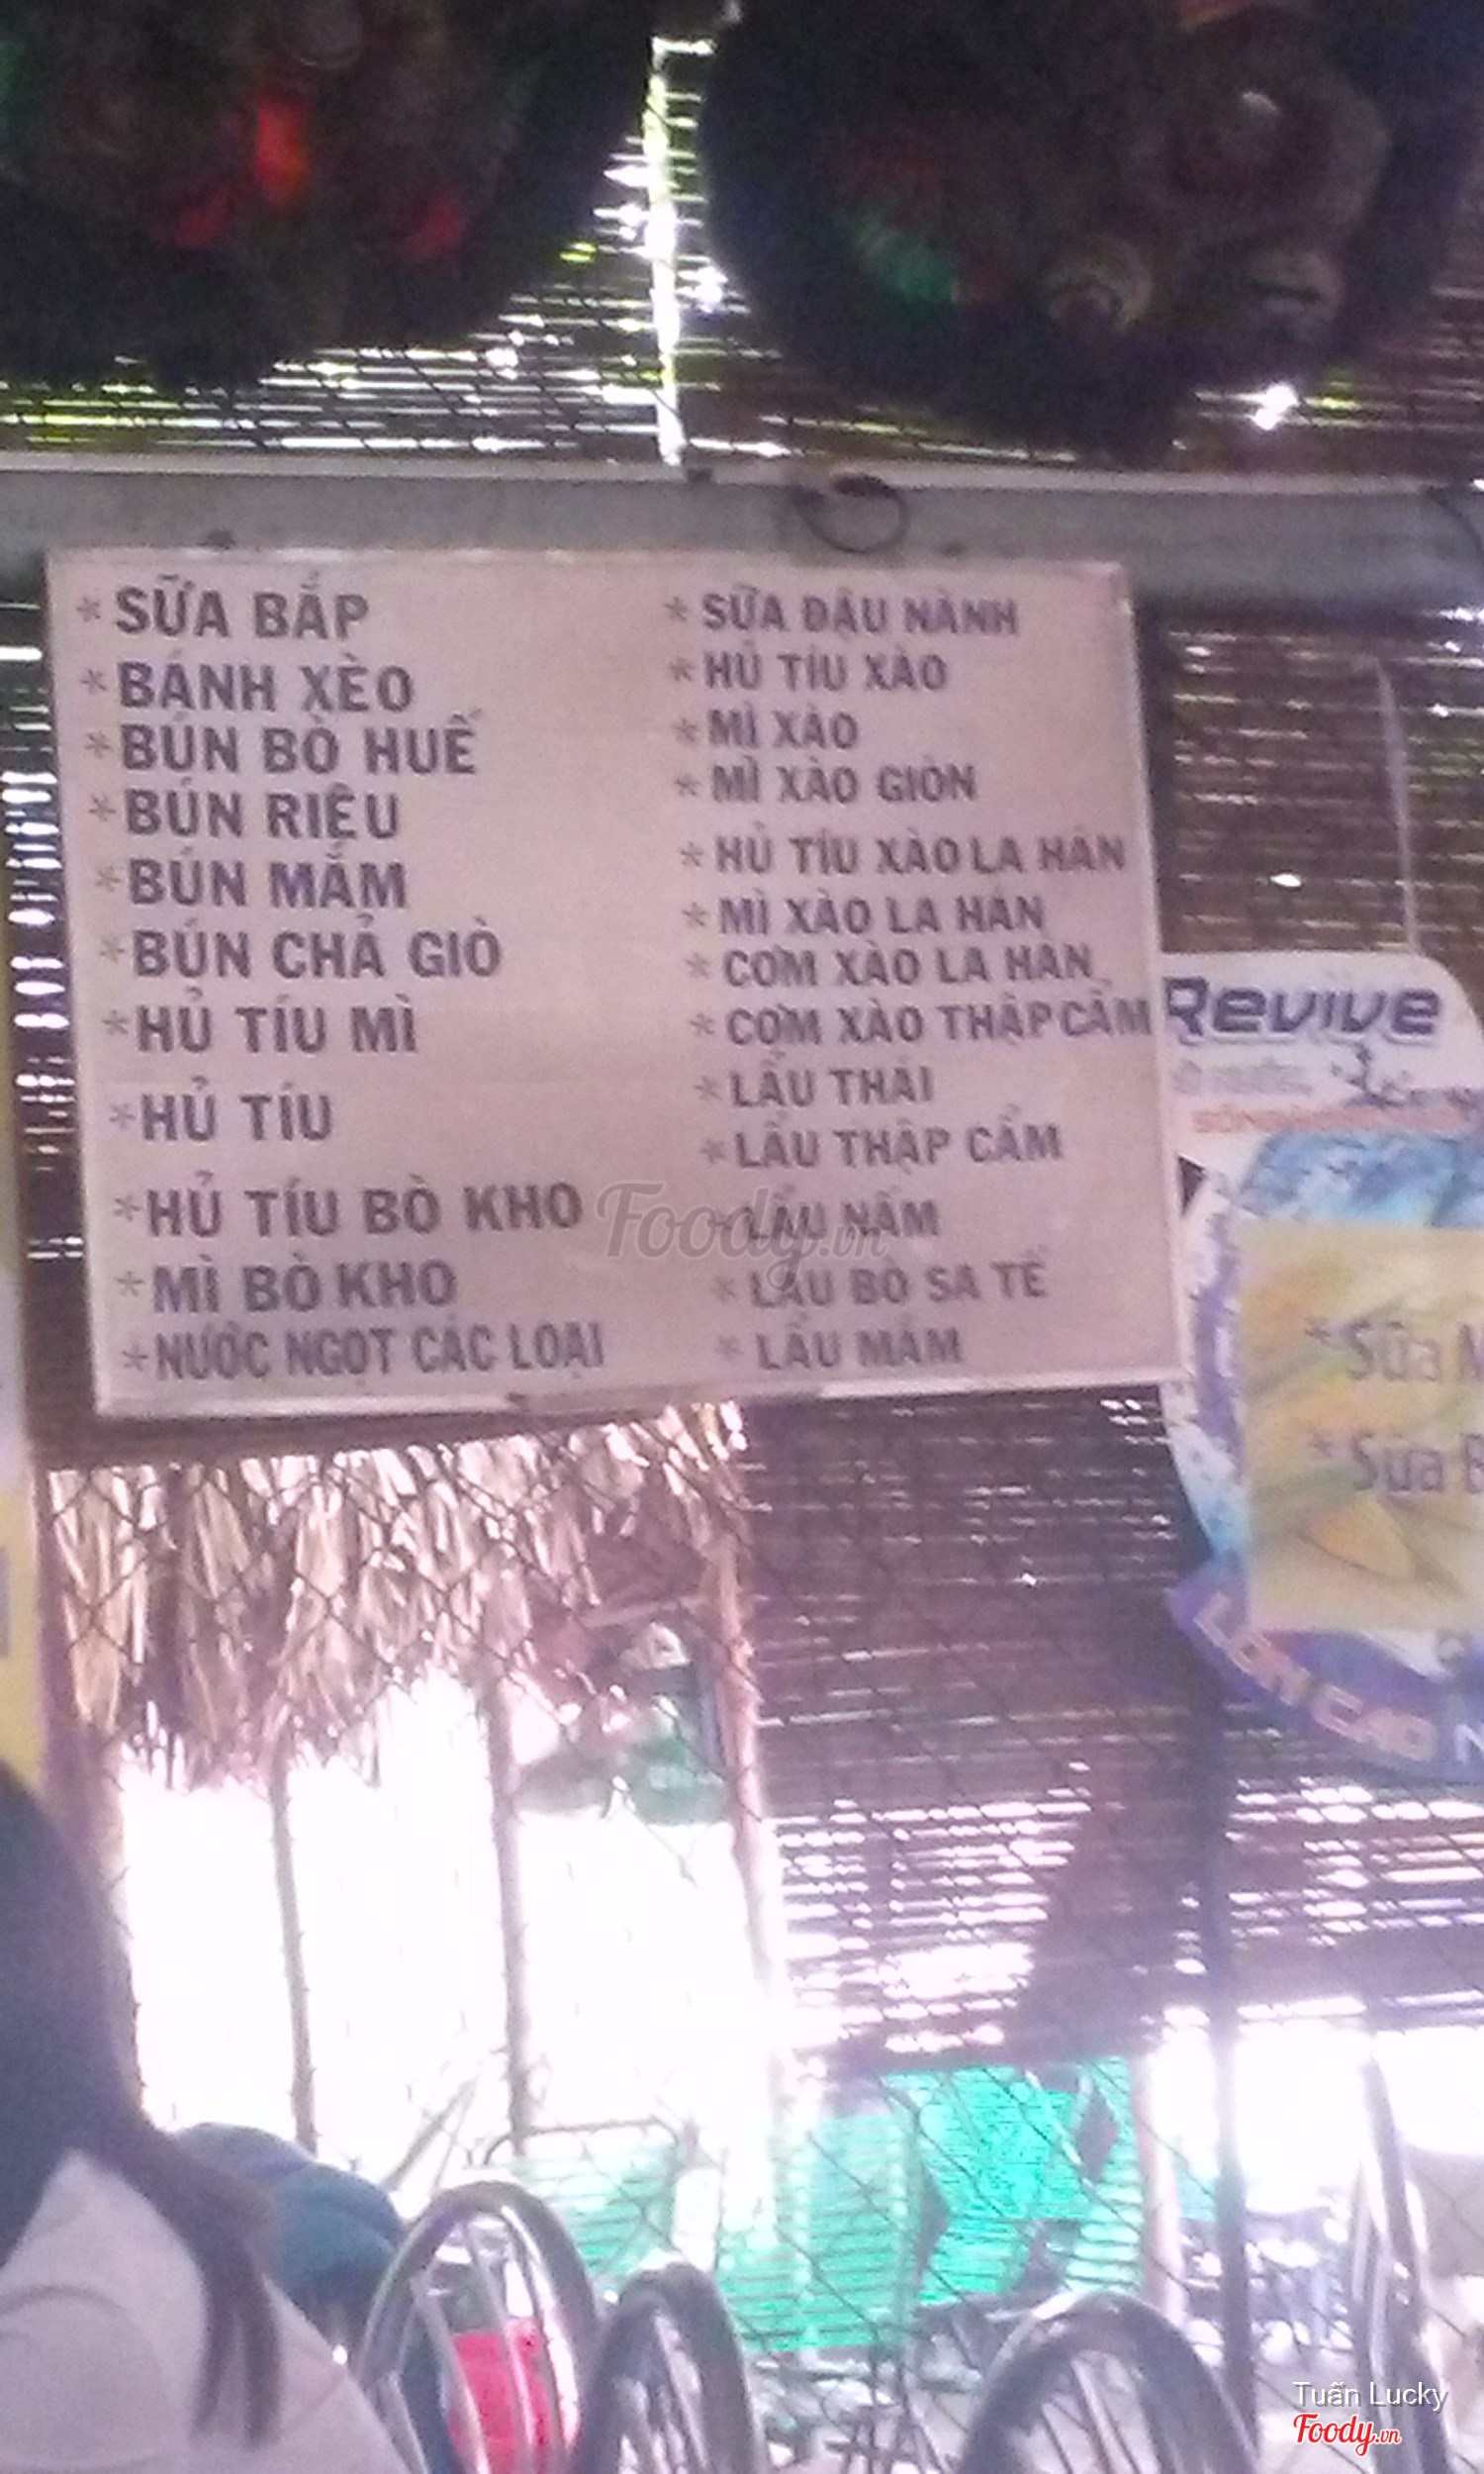 * SỮA BẮP
* BÁNH XÈO
* BÚN BÒ HUẾ
* BÚN RIÊU
* BÚN MẮM
* BÚN CHẢ GIÒ
* HỦ TÍU MÌ
* HỦ TÍU
* HỦ TÍU BÒ KHO
* MÌ BÒ KHO
* NƯỚC NGỌT CÁC LOẠI
* SỮA ĐẬU NÀNH
* HỦ TÍU XÀO
* MÌ XÀO
* MÌ XÀO GIÒN
* HỦ TÍU XÀO LA HÁN
* MÌ XÀO LA HÁN
* CƠM XÀO LA HÁN
* CƠM XÀO THẬP CẨM
* LẨU THÁI
* LẨU THẬP CẨM
* LẨU NẤM
* LẨU BÒ SA TẾ
* LẨU MẮM
Foody.vn
Revive
* Sữa
* Sữa
Tuấn Lucky
Foody.vn